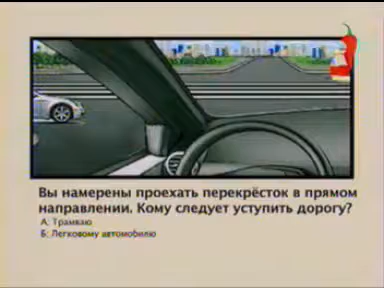 Вы намерены проехать перекрёсток в прямом
направлении. Кому следует уступить дорогу?
А: Трамваю
Б: Легковому автомобилю